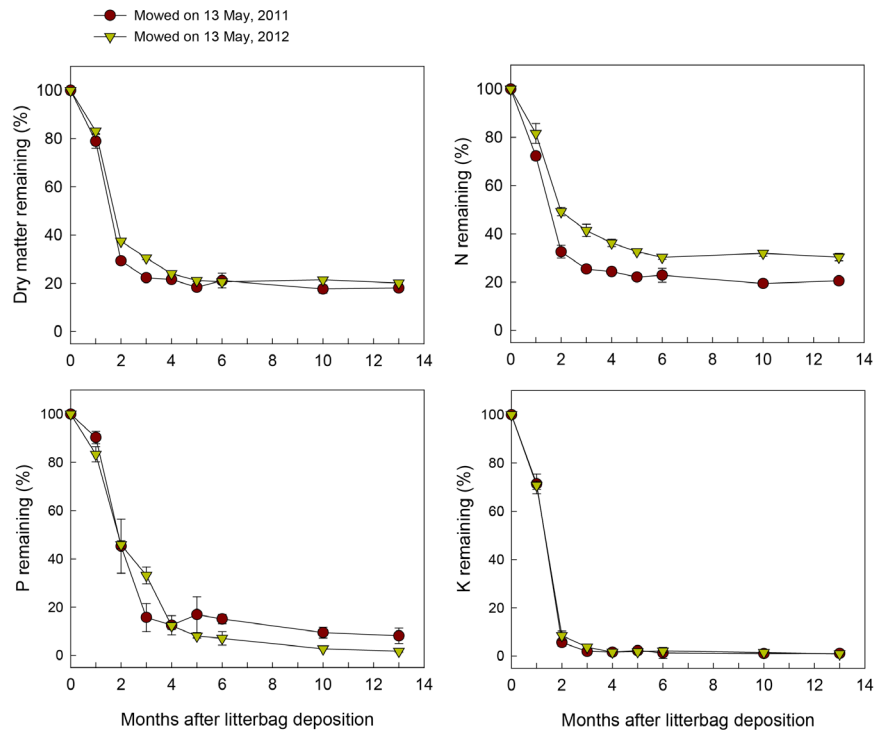 Mowed on 13 May, 2011
Mowed on 13 May, 2012
Dry matter remaining (%)
100
80
60
40
20
0
0 2 4 6 8 10 12 14
N remaining (%)
100
80
60
40
20
0
0 2 4 6 8 10 12 14
P remaining (%)
100
80
60
40
20
0
0 2 4 6 8 10 12 14
Months after litterbag deposition
K remaining (%)
100
80
60
40
20
0
0 2 4 6 8 10 12 14
Months after litterbag deposition